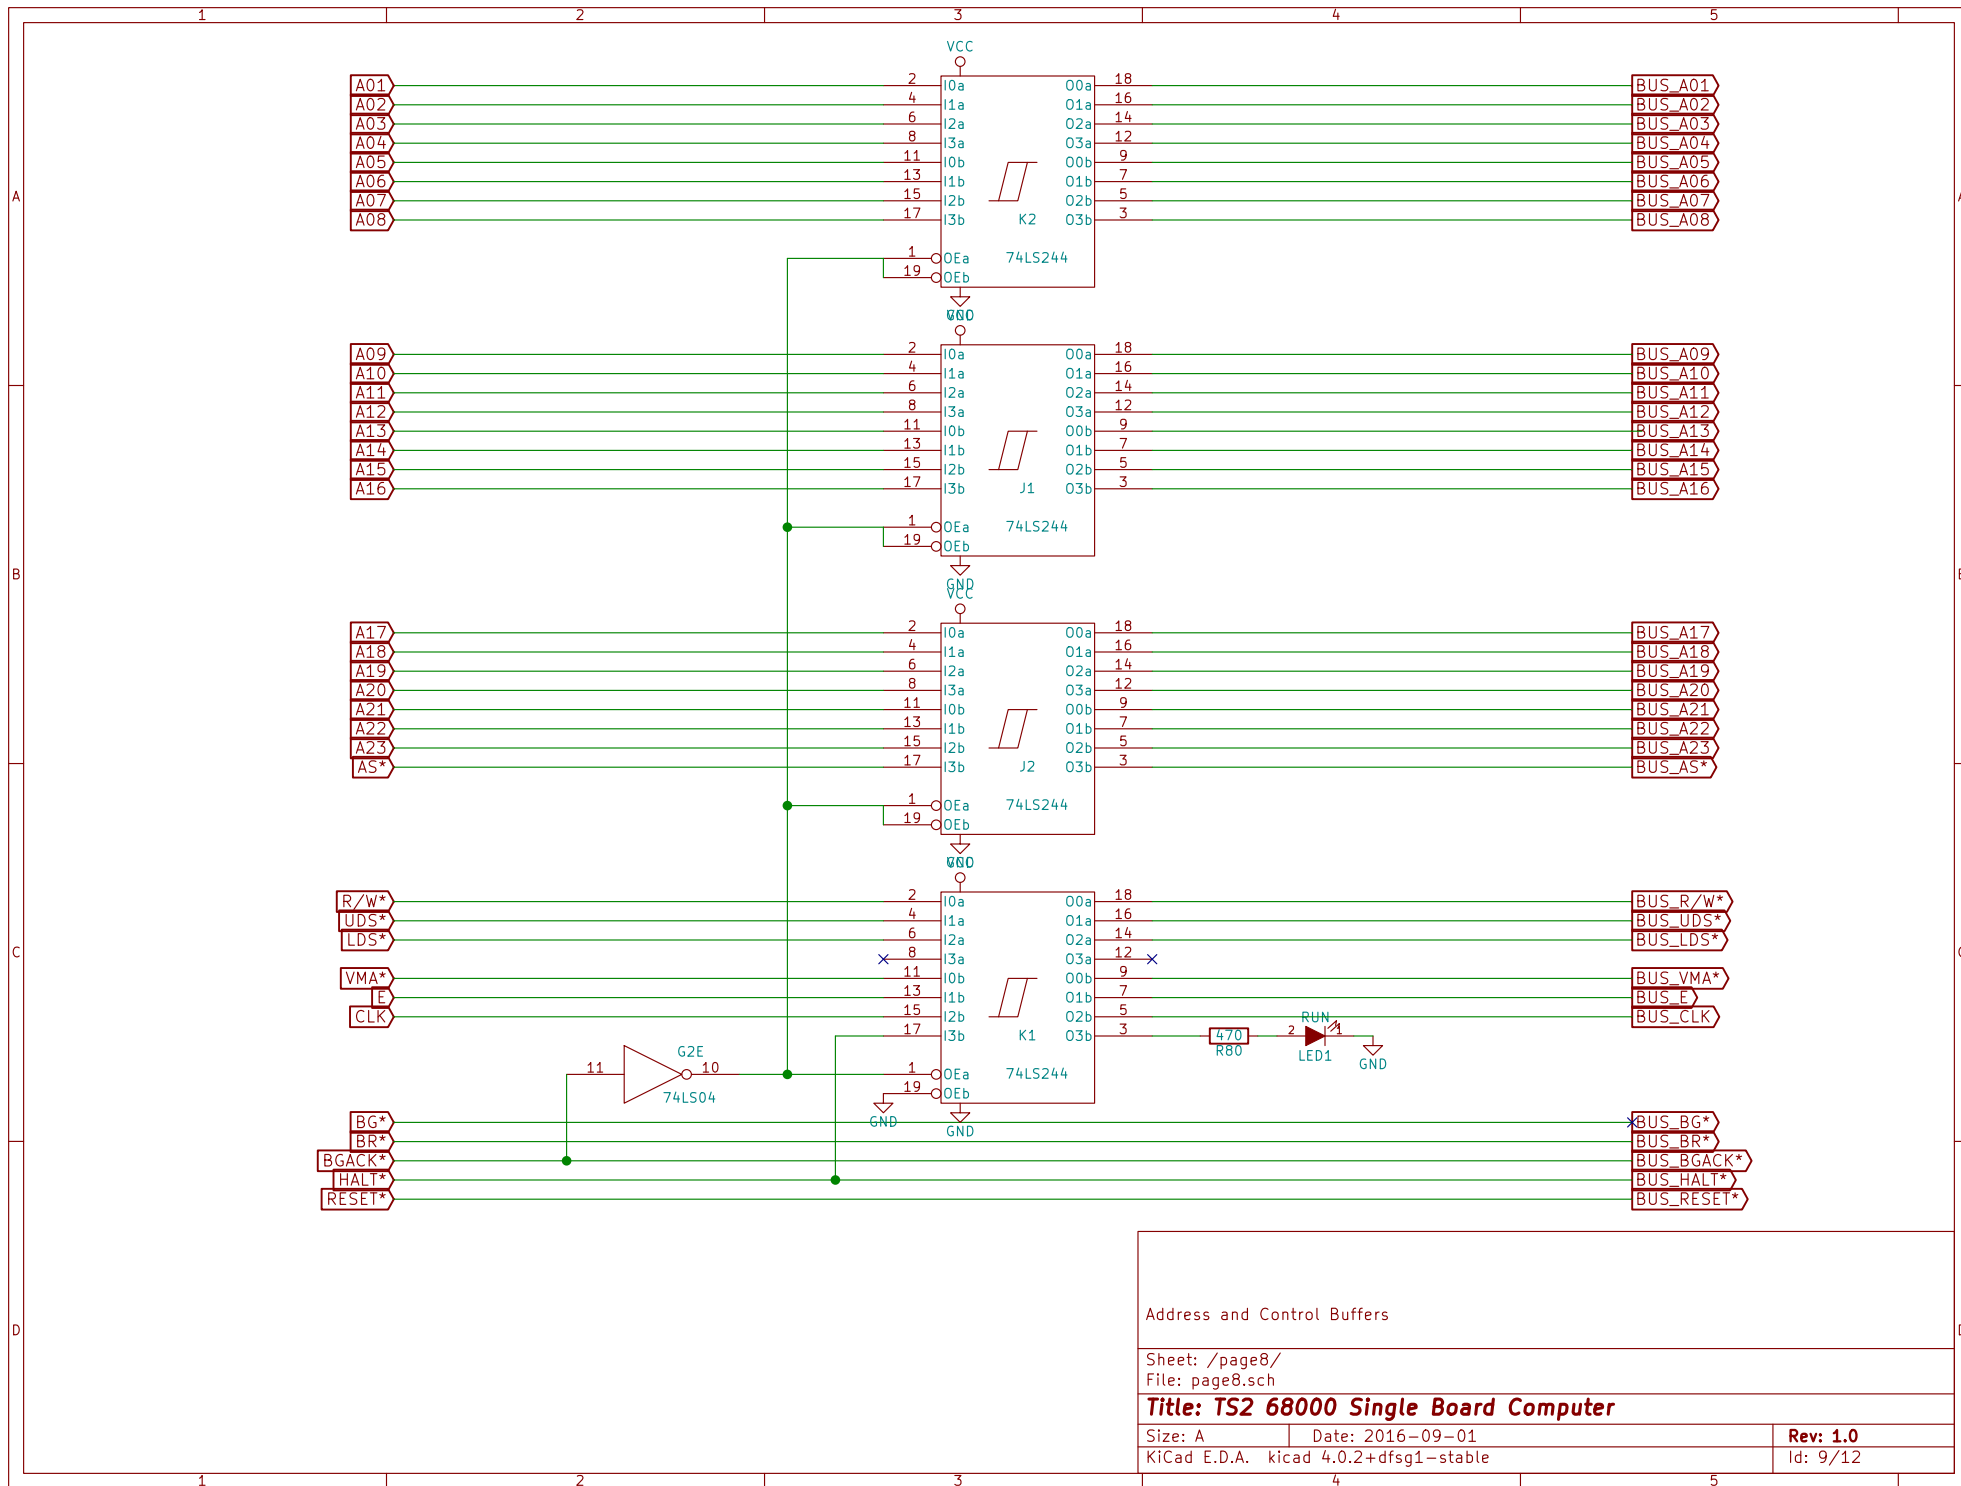 1 2 3 4 5
VCC
A01 2 I0a O0a 18 BUS_A01
A02 4 I1a O1a 16 BUS_A02
A03 6 I2a O2a 14 BUS_A03
A04 8 I3a O3a 12 BUS_A04
A05 11 I0b O0b 9 BUS_A05
A06 13 I1b O1b 7 BUS_A06
A A07 15 I2b O2b 5 BUS_A07
A08 17 I3b K2 O3b 3 BUS_A08
1 OEa 74LS244
19 OEb
GND
VCC
A09 2 I0a O0a 18 BUS_A09
A10 4 I1a O1a 16 BUS_A10
A11 6 I2a O2a 14 BUS_A11
A12 8 I3a O3a 12 BUS_A12
A13 11 I0b O0b 9 BUS_A13
A14 13 I1b O1b 7 BUS_A14
A15 15 I2b O2b 5 BUS_A15
A16 17 I3b J1 O3b 3 BUS_A16
1 OEa 74LS244
19 OEb
B
GND
VCC
A17 2 I0a O0a 18 BUS_A17
A18 4 I1a O1a 16 BUS_A18
A19 6 I2a O2a 14 BUS_A19
A20 8 I3a O3a 12 BUS_A20
A21 11 I0b O0b 9 BUS_A21
A22 13 I1b O1b 7 BUS_A22
A23 15 I2b O2b 5 BUS_A23
AS* 17 I3b J2 O3b 3 BUS_AS*
1 OEa 74LS244
19 OEb
GND
VCC
R/W* 2 I0a O0a 18 BUS_R/W*
UDS* 4 I1a O1a 16 BUS_UDS*
LDS* 6 I2a O2a 14 BUS_LDS*
C 8 I3a O3a 12
VMA* 11 I0b O0b 9 BUS_VMA*
E 13 I1b O1b 7 BUS_E
CLK 15 I2b O2b 5 BUS_CLK
17 I3b K1 O3b 3 470 R80 2 RUN 1 LED1 GND
11 G2E 10 74LS04 1 OEa 74LS244
19 OEb
GND
GND
BG* BUS_BG*
BR* BUS_BR*
BGACK* BUS_BGACK*
HALT* BUS_HALT*
RESET* BUS_RESET*
D
Address and Control Buffers
Sheet: /page8/
File: page8.sch
Title: TS2 68000 Single Board Computer
Size: A Date: 2016-09-01 Rev: 1.0
KiCad E.D.A. kicad 4.0.2+dfsg1-stable Id: 9/12
1 2 3 4 5